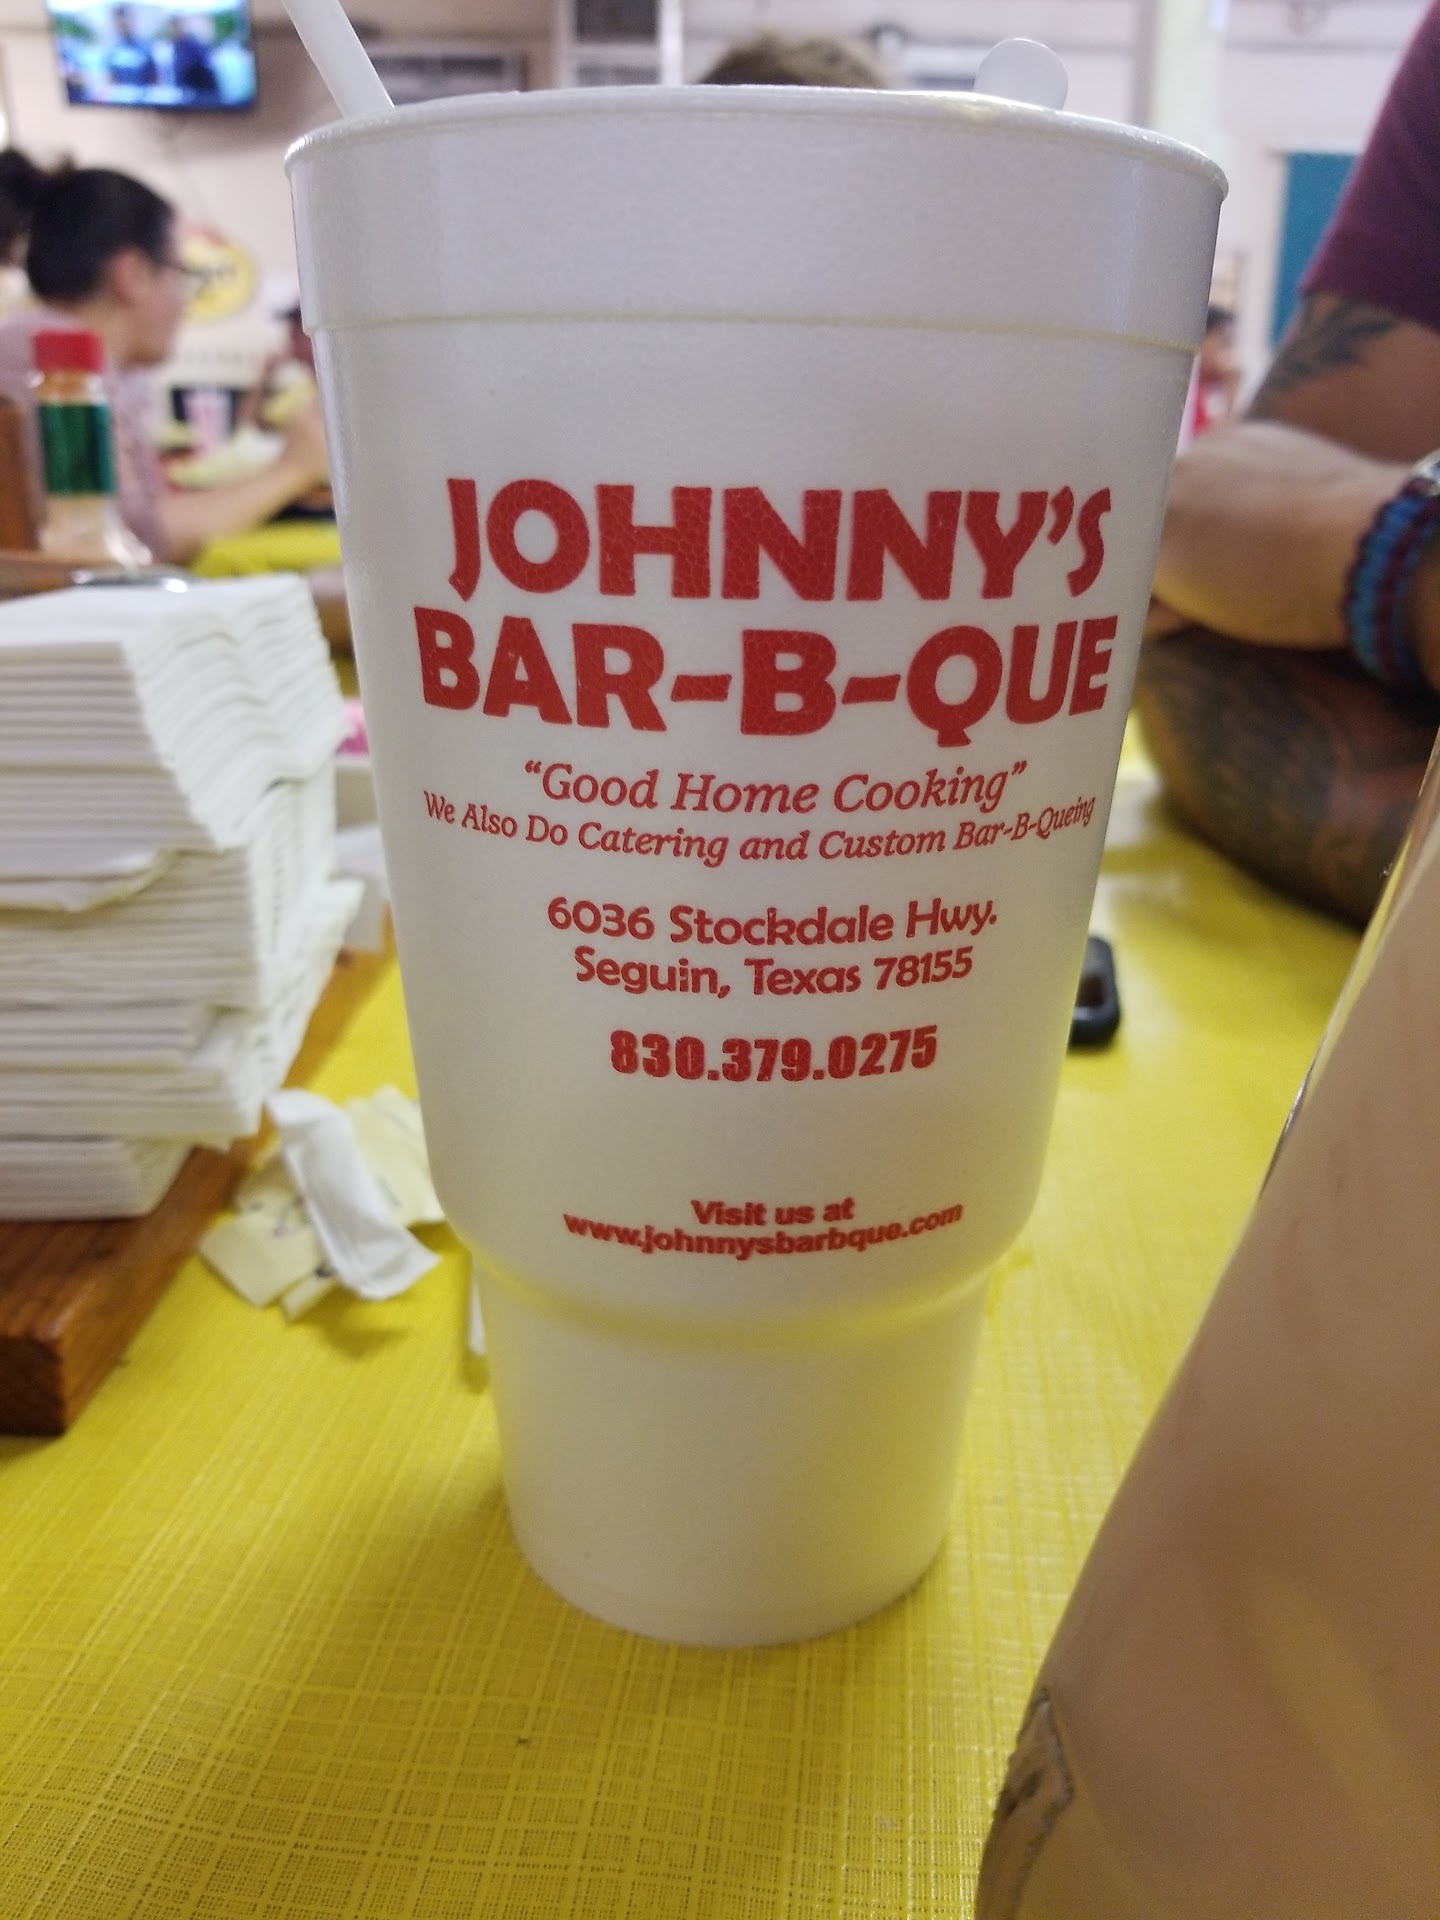 JOHNNY'S
BAR-B-QUE
"Good Home Cooking"
We Also Do Catering and Custom Bar-B-Queing
6036 Stockdale Hwy.
Seguin, Texas 78155
830.379.0275
Visit us at
www.johnnysbarbque.com